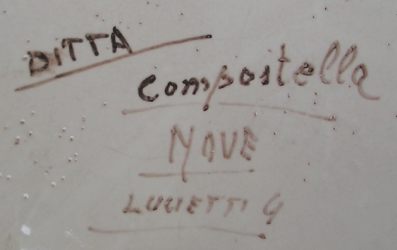 DITTA
Compostella
NOVE
LUCIETTI G